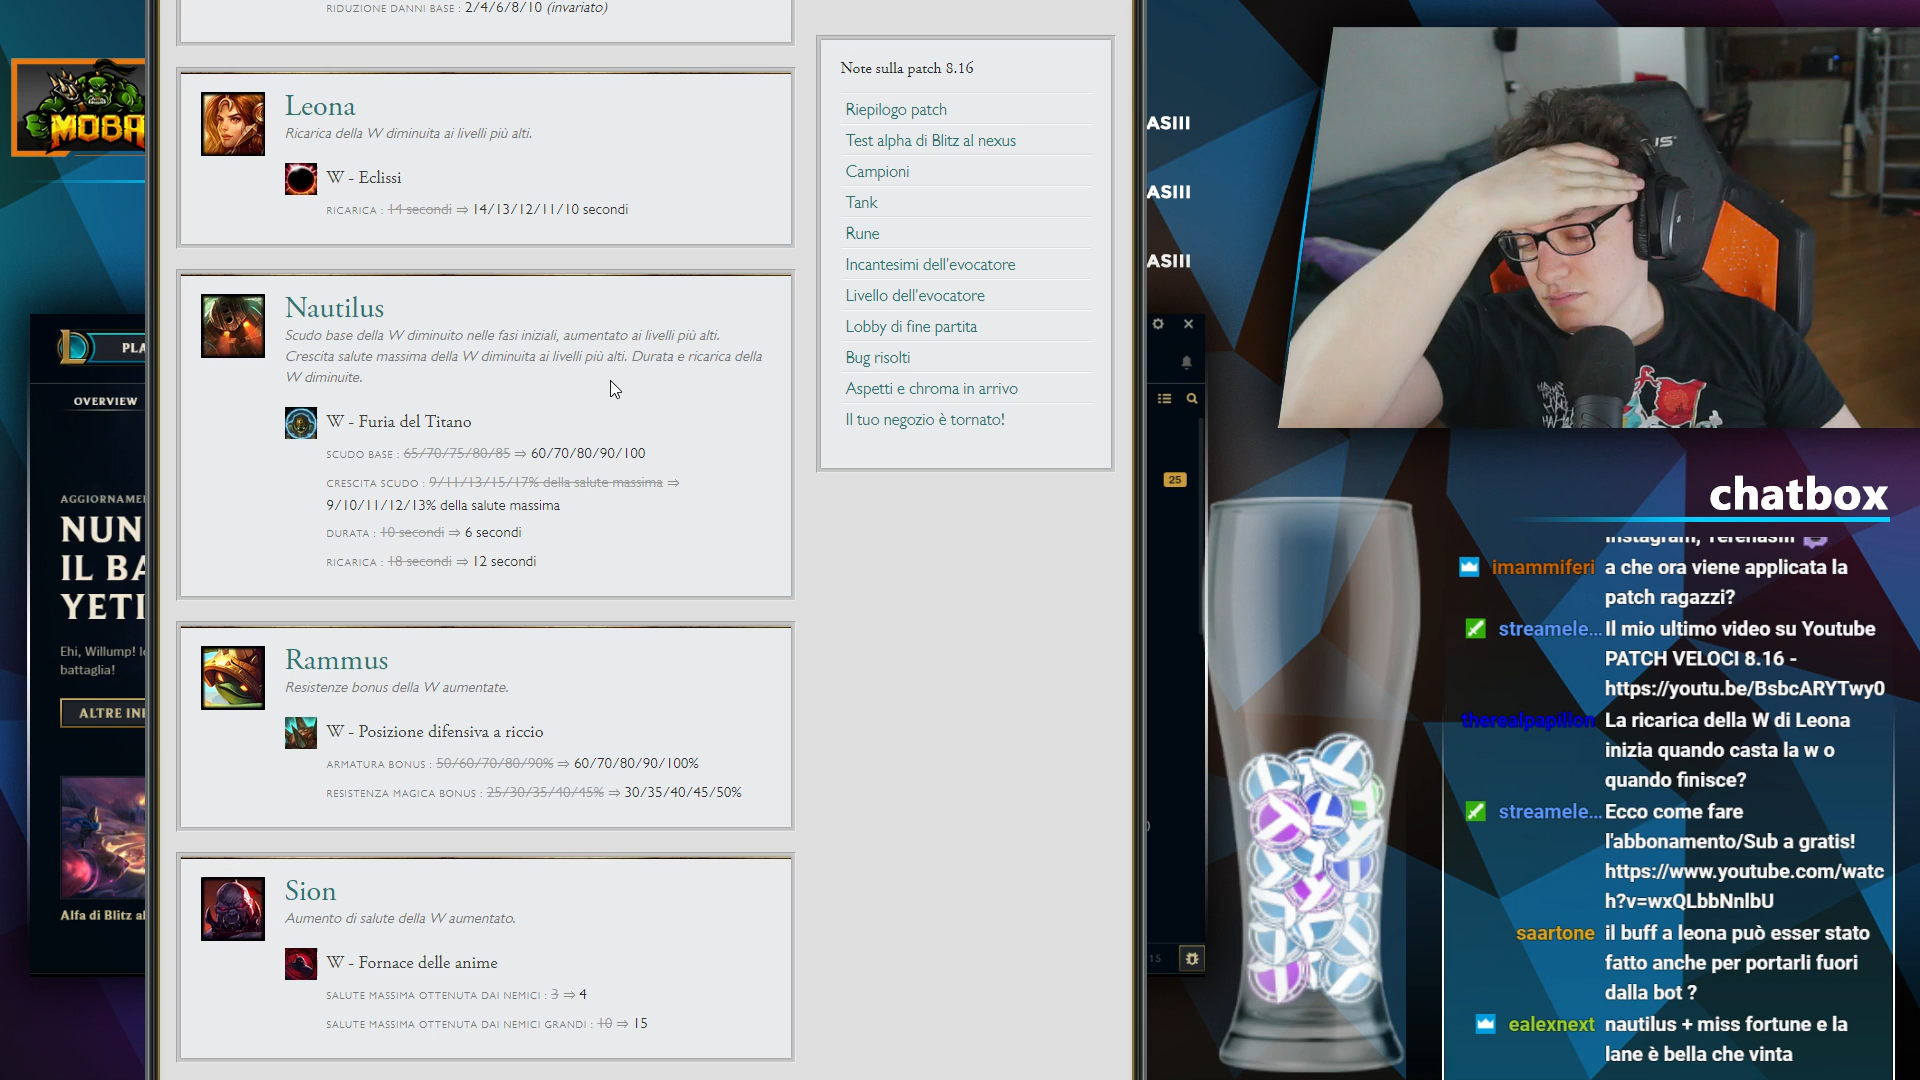 RIDUZIONE DANNI BASE : 2/4/6/8/10 (invariato)
Leona
Ricarica della W diminuita ai livelli più alti.
W - Eclissi
RICARICA : 14 secondi ⇒ 14/13/12/11/10 secondi
Nautilus
Scudo base della W diminuito nelle fasi iniziali, aumentato ai livelli più alti.
Crescita salute massima della W diminuita ai livelli più alti. Durata e ricarica della
W diminuite.
W - Furia del Titano
SCUDO BASE : 65/70/75/80/85 ⇒ 60/70/80/90/100
CRESCITA SCUDO : 9/11/13/15/17% della salute massima ⇒
9/10/11/12/13% della salute massima
DURATA : 10 secondi ⇒ 6 secondi
RICARICA : 18 secondi ⇒ 12 secondi
Rammus
Resistenze bonus della W aumentate.
W - Posizione difensiva a riccio
ARMATURA BONUS : 50/60/70/80/90% ⇒ 60/70/80/90/100%
RESISTENZA MAGICA BONUS : 25/30/35/40/45% ⇒ 30/35/40/45/50%
Sion
Aumento di salute della W aumentato.
W - Fornace delle anime
SALUTE MASSIMA OTTENUTA DAI NEMICI : 3 ⇒ 4
SALUTE MASSIMA OTTENUTA DAI NEMICI GRANDI : 10 ⇒ 15
Note sulla patch 8.16
Riepilogo patch
Test alpha di Blitz al nexus
Campioni
Tank
Rune
Incantesimi dell'evocatore
Livello dell'evocatore
Lobby di fine partita
Bug risolti
Aspetti e chroma in arrivo
Il tuo negozio è tornato!
MOBA
PLA
OVERVIEW
AGGIORNAME
NUN
IL BA
YETI
Ehi, Willump! I
battaglia!
ALTRE INF
Alfa di Blitz al
ASIII
ASIII
ASIII
25
15
chatbox
imammiferi a che ora viene applicata la
patch ragazzi?
streamele... Il mio ultimo video su Youtube
PATCH VELOCI 8.16 -
https://youtu.be/BsbcARYTwy0
therealpapillon La ricarica della W di Leona
inizia quando casta la w o
quando finisce?
streamele... Ecco come fare
l'abbonamento/Sub a gratis!
https://www.youtube.com/watc
h?v=wxQLbbNnlbU
saartone il buff a leona può esser stato
fatto anche per portarli fuori
dalla bot ?
ealexnext nautilus + miss fortune e la
lane è bella che vinta